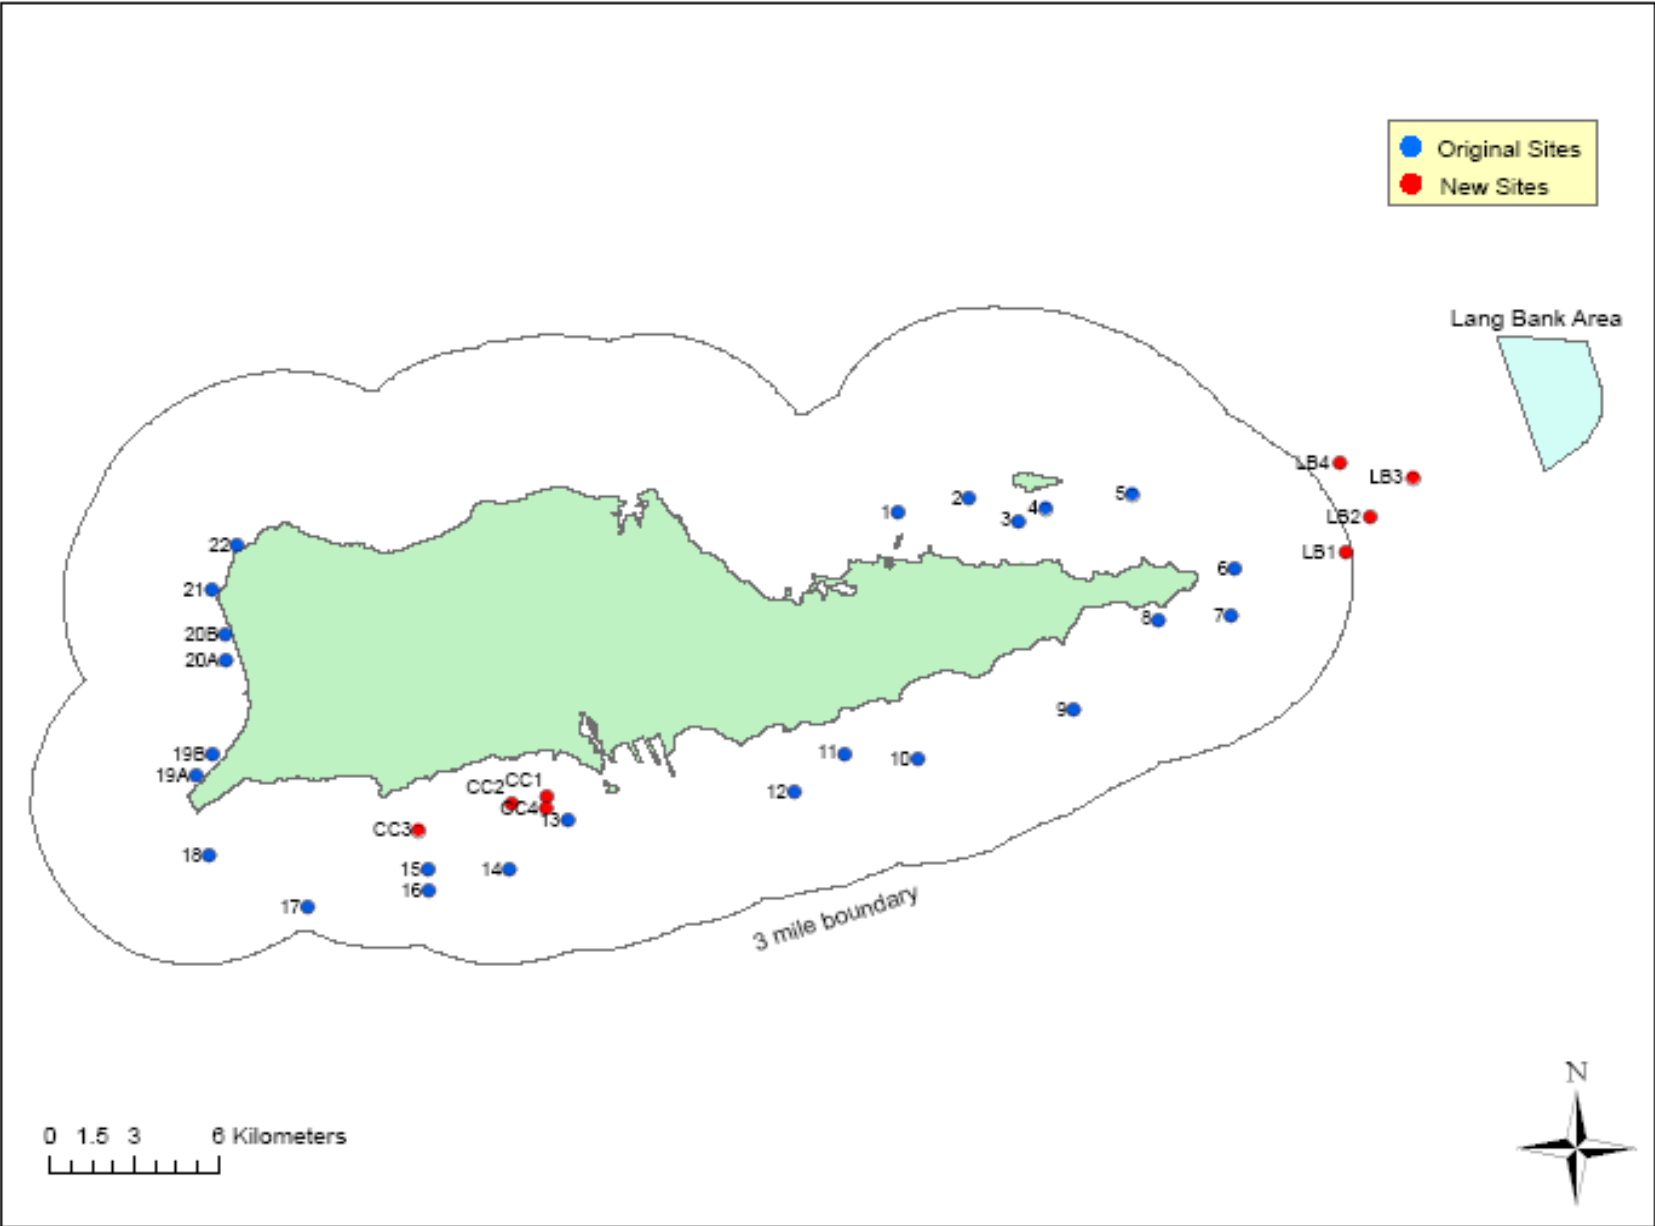 Original Sites
New Sites
Lang Bank Area
LB4
LB3
5
2
4
1
3
LB2
22
LB1
6
21
7
8
20B
20A
9
19B
11
10
19A
CC1
CC2
12
CC4
13
CC3
18
15
14
16
17
3 mile boundary
N
0 1.5 3 6 Kilometers